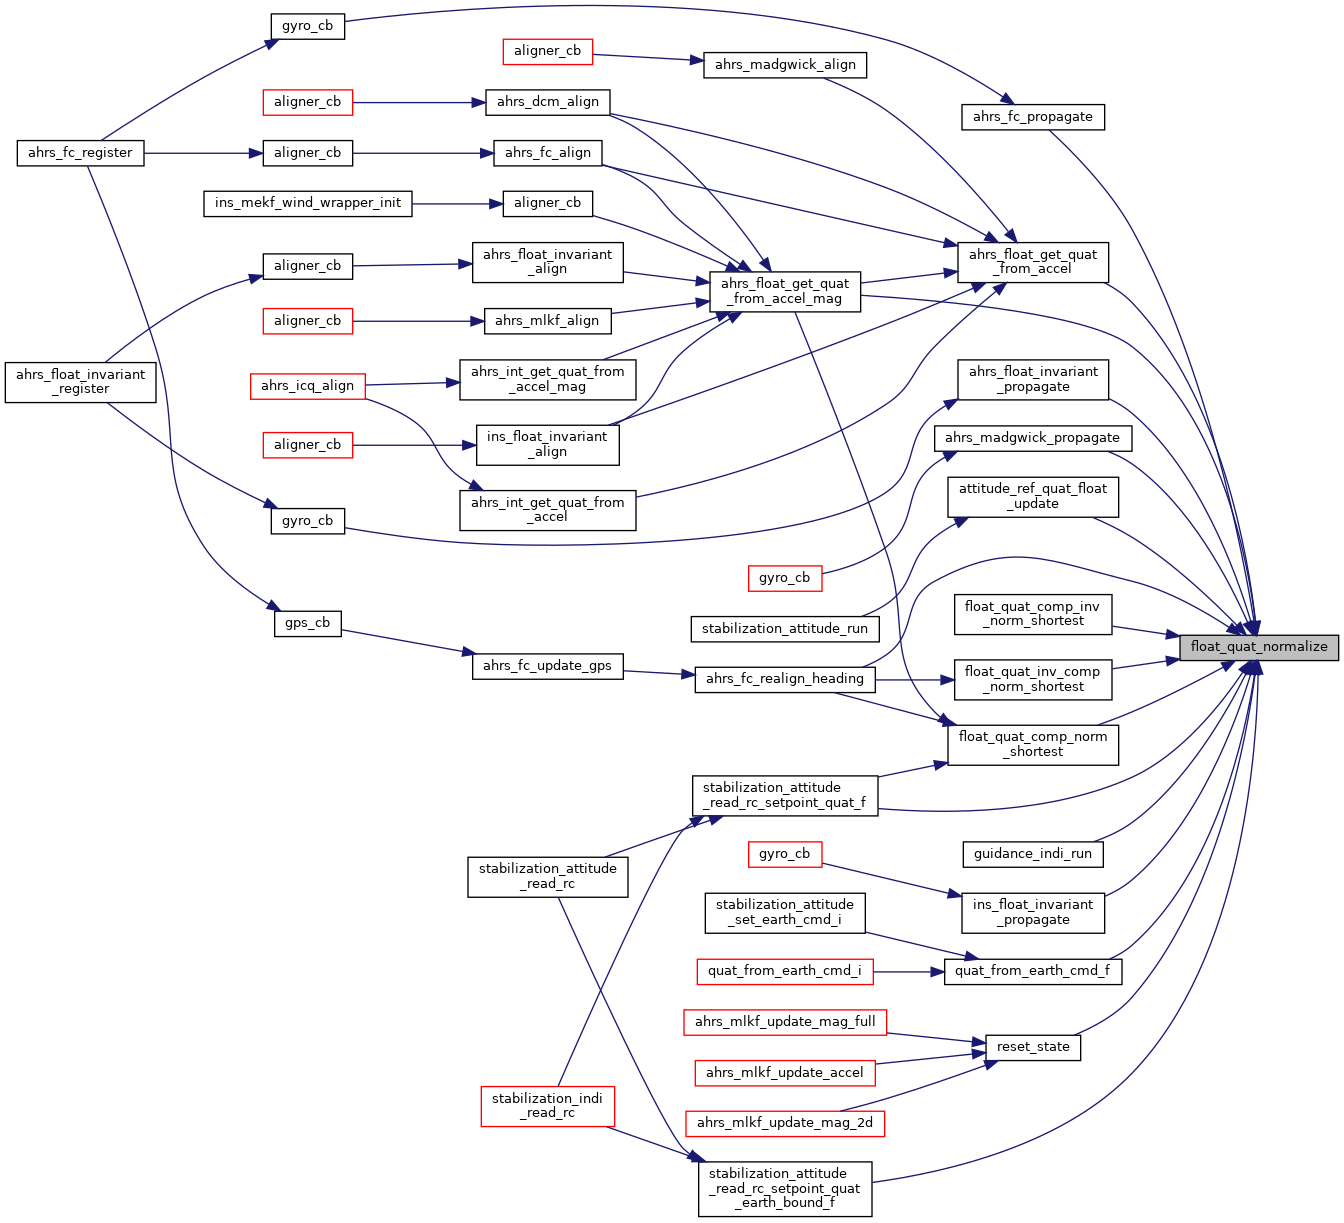 gyro_cb
aligner_cb
ahrs_madgwick_align
aligner_cb
ahrs_dcm_align
ahrs_fc_propagate
ahrs_fc_register
aligner_cb
ahrs_fc_align
ins_mekf_wind_wrapper_init
aligner_cb
aligner_cb
ahrs_float_invariant
_align
ahrs_float_get_quat
_from_accel
ahrs_float_get_quat
_from_accel_mag
aligner_cb
ahrs_mlkf_align
ahrs_float_invariant
_register
ahrs_icq_align
ahrs_int_get_quat_from
_accel_mag
ahrs_float_invariant
_propagate
aligner_cb
ins_float_invariant
_align
ahrs_madgwick_propagate
gyro_cb
ahrs_int_get_quat_from
_accel
attitude_ref_quat_float
_update
gyro_cb
float_quat_comp_inv
_norm_shortest
gps_cb
stabilization_attitude_run
float_quat_normalize
ahrs_fc_update_gps
ahrs_fc_realign_heading
float_quat_inv_comp
_norm_shortest
float_quat_comp_norm
_shortest
stabilization_attitude
_read_rc_setpoint_quat_f
stabilization_attitude
_read_rc
gyro_cb
guidance_indi_run
stabilization_attitude
_set_earth_cmd_i
ins_float_invariant
_propagate
quat_from_earth_cmd_i
quat_from_earth_cmd_f
ahrs_mlkf_update_mag_full
reset_state
ahrs_mlkf_update_accel
stabilization_indi
_read_rc
ahrs_mlkf_update_mag_2d
stabilization_attitude
_read_rc_setpoint_quat
_earth_bound_f